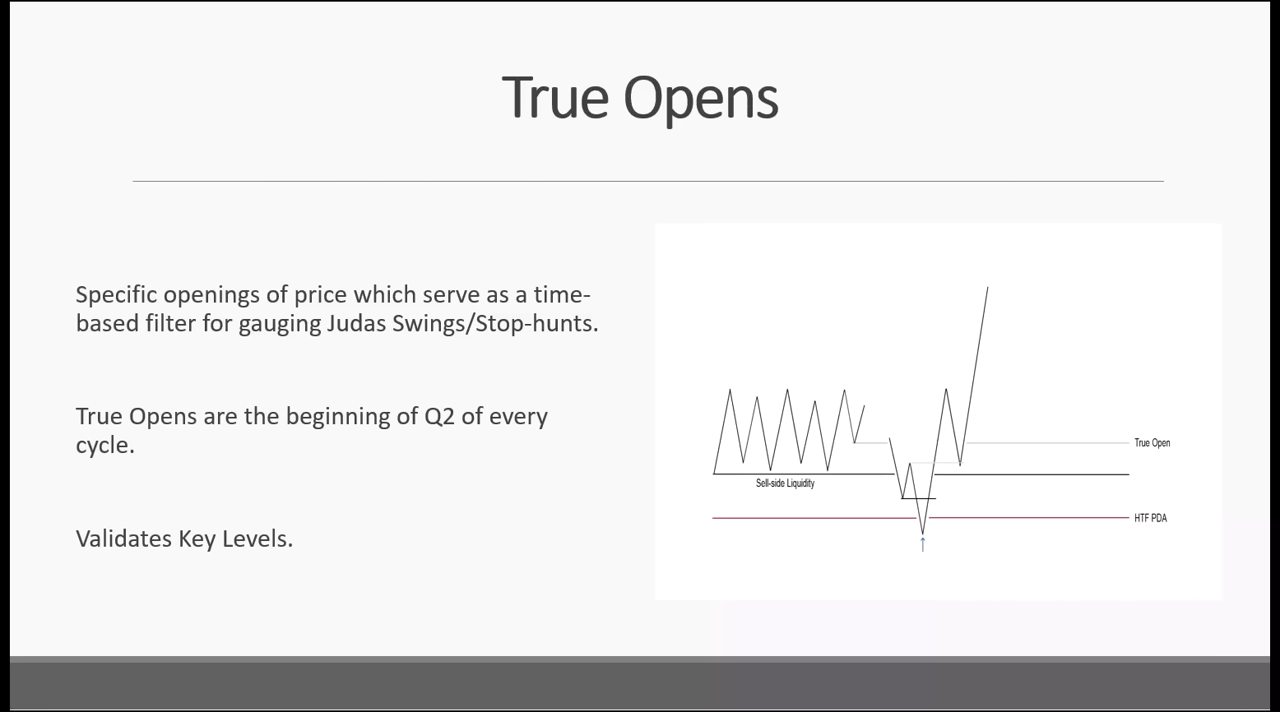 True Opens
Specific openings of price which serve as a time-
based filter for gauging Judas Swings/Stop-hunts.
True Opens are the beginning of Q2 of every
cycle.
Validates Key Levels.
True Open
Sell-side Liquidity
HTF PDA